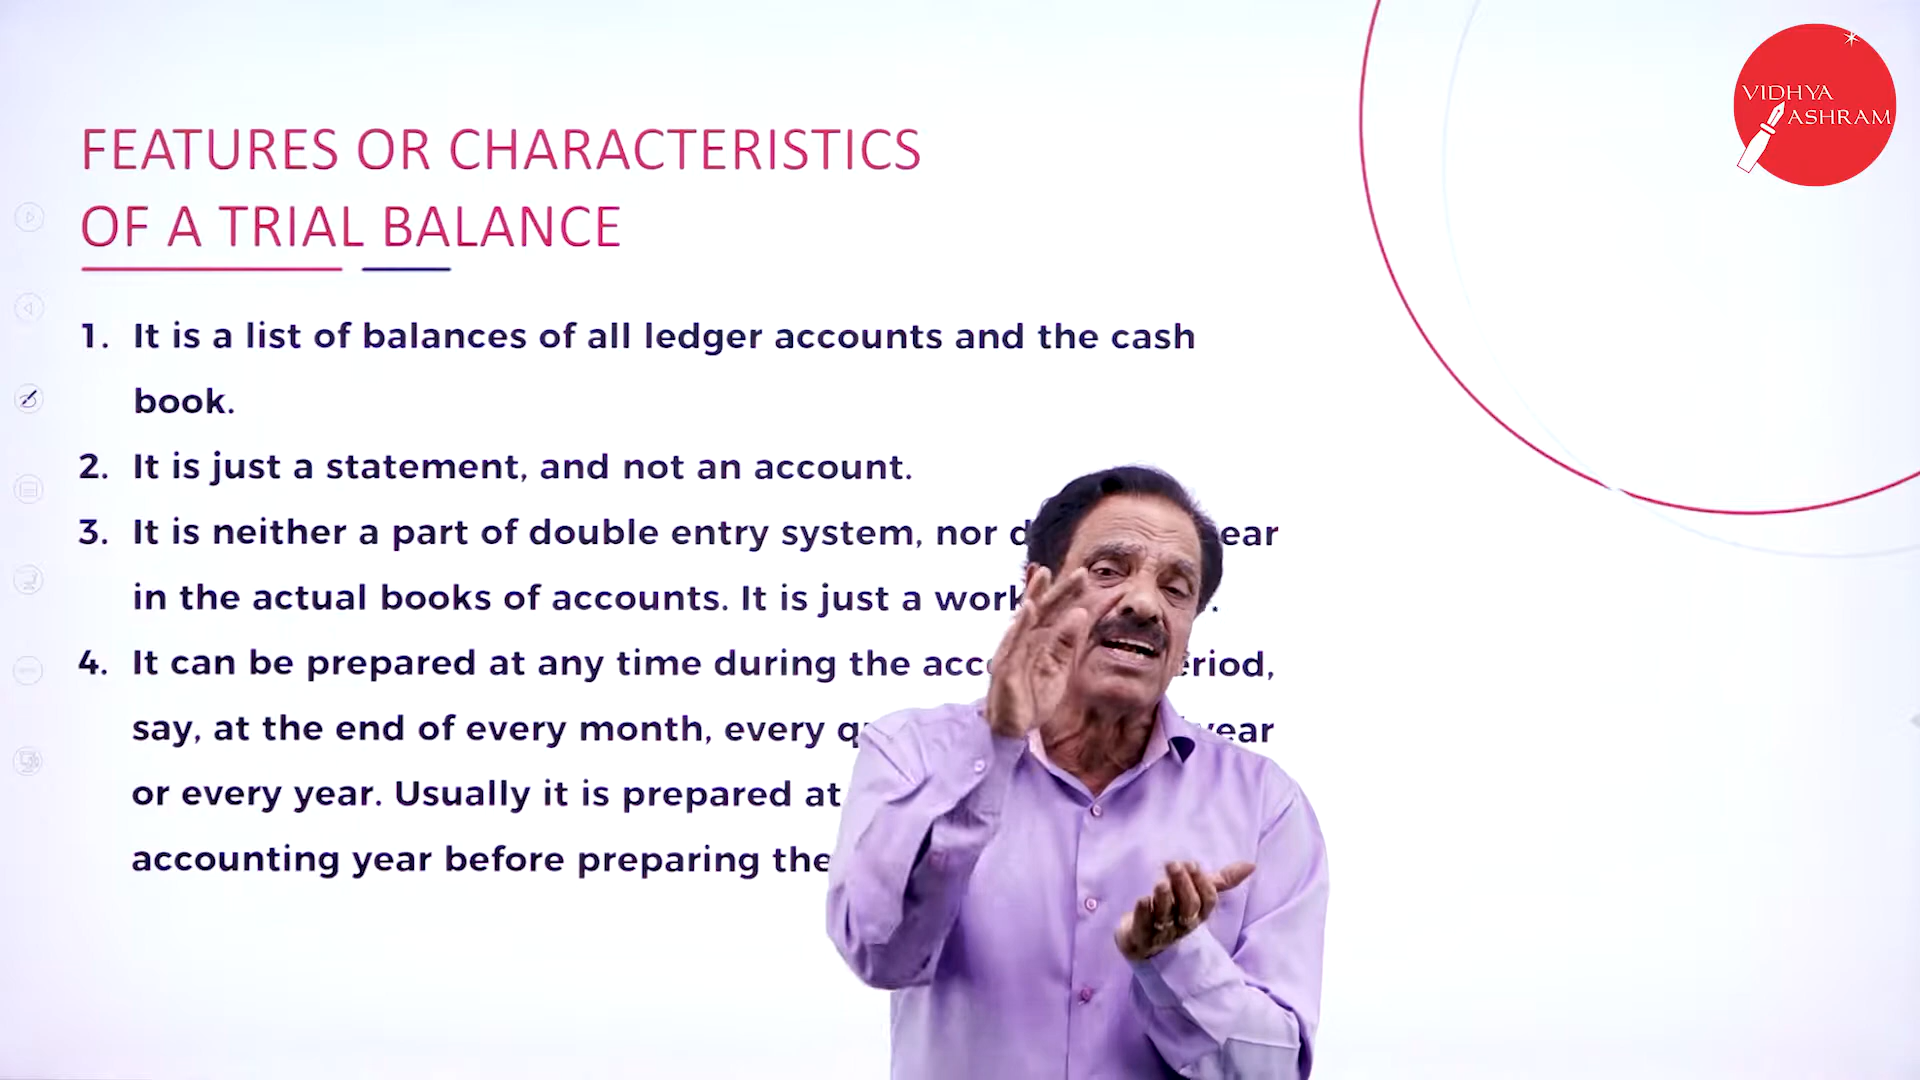 VIDHYA
ASHRAM
FEATURES OR CHARACTERISTICS
OF A TRIAL BALANCE
1. It is a list of balances of all ledger accounts and the cash
book.
2. It is just a statement, and not an account.
3. It is neither a part of double entry system, nor
in the actual books of accounts. It is just a
4. It can be prepared at any time during the
say, at the end of every month, every year
or every year. Usually it is prepared at
accounting year before preparing the